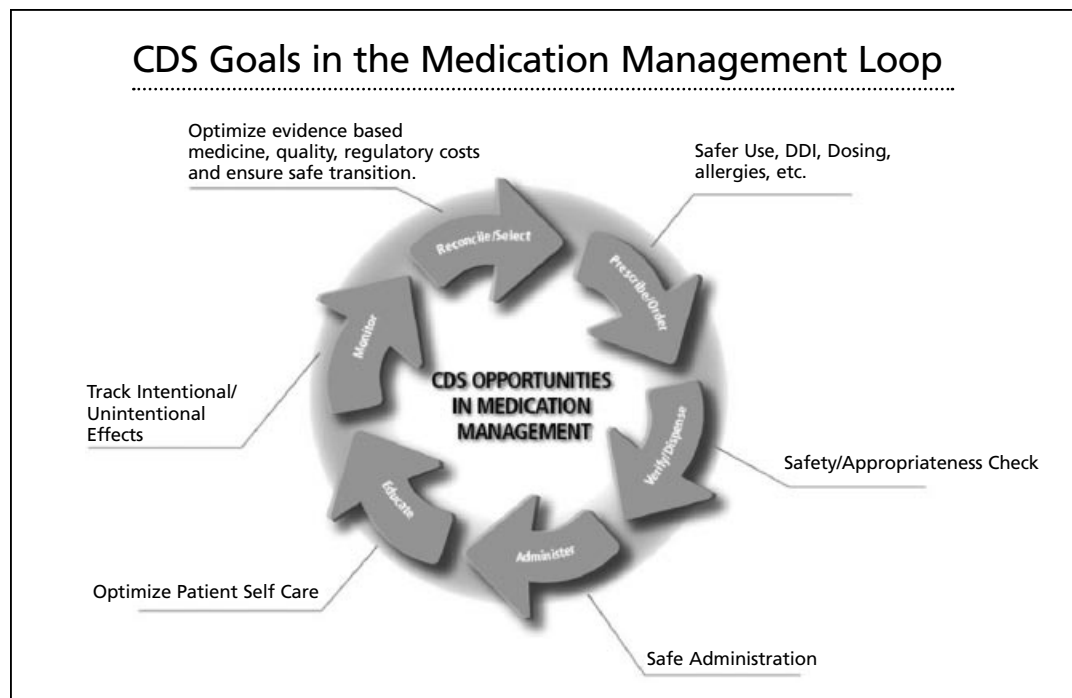 CDS Goals in the Medication Management Loop
Optimize evidence based
medicine, quality, regulatory costs
and ensure safe transition.
Safer Use, DDI, Dosing,
allergies, etc.
Reconcile/Select
Prescribe/Order
Monitor
CDS OPPORTUNITIES
IN MEDICATION
MANAGEMENT
Track Intentional/
Unintentional
Effects
Verify/Dispense
Safety/Appropriateness Check
Educate
Administer
Optimize Patient Self Care
Safe Administration